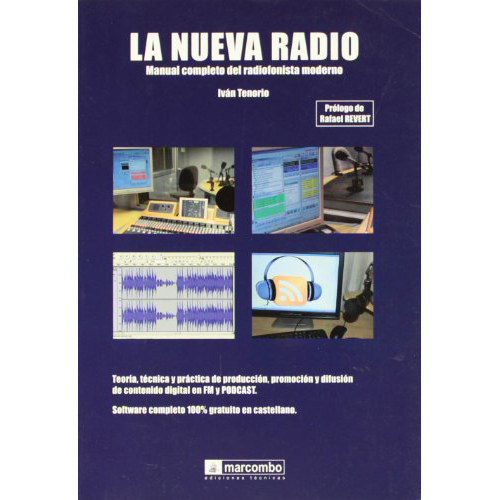 LA NUEVA RADIO
Manual completo del radiofonista moderno
Iván Tenorio
Prólogo de
Rafael REVERT
Teoría, técnica y práctica de producción, promoción y difusión
de contenido digital en FM y PODCAST.
Software completo 100% gratuito en castellano.
marcombo
ediciones técnicas